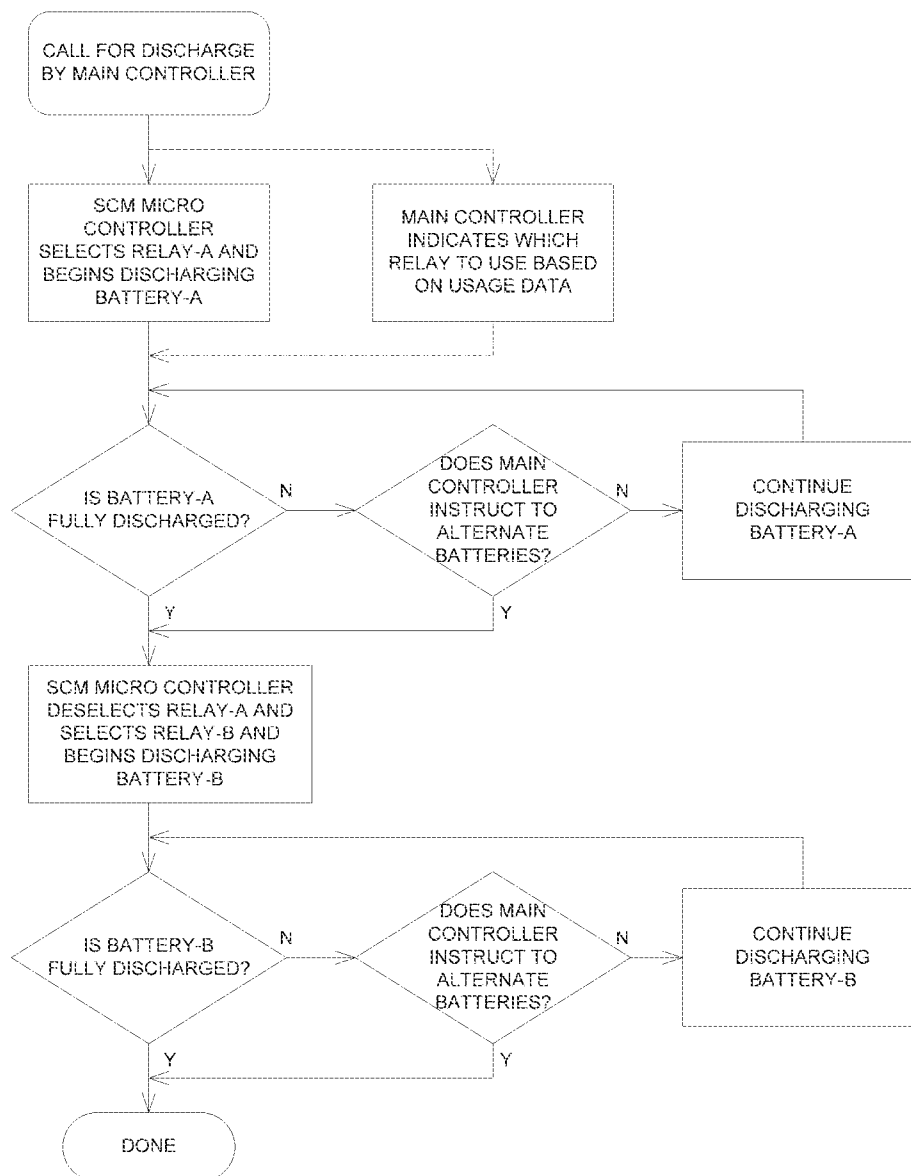 CALL FOR DISCHARGE
BY MAIN CONTROLLER
SCM MICRO
CONTROLLER
SELECTS RELAY-A AND
BEGINS DISCHARGING
BATTERY-A
MAIN CONTROLLER
INDICATES WHICH
RELAY TO USE BASED
ON USAGE DATA
IS BATTERY-A
FULLY DISCHARGED?
N
DOES MAIN
CONTROLLER
INSTRUCT TO
ALTERNATE
BATTERIES?
N
CONTINUE
DISCHARGING
BATTERY-A
Y
Y
SCM MICRO CONTROLLER
DESELECTS RELAY-A AND
SELECTS RELAY-B AND
BEGINS DISCHARGING
BATTERY-B
IS BATTERY-B
FULLY DISCHARGED?
N
DOES MAIN
CONTROLLER
INSTRUCT TO
ALTERNATE
BATTERIES?
N
CONTINUE
DISCHARGING
BATTERY-B
Y
Y
DONE